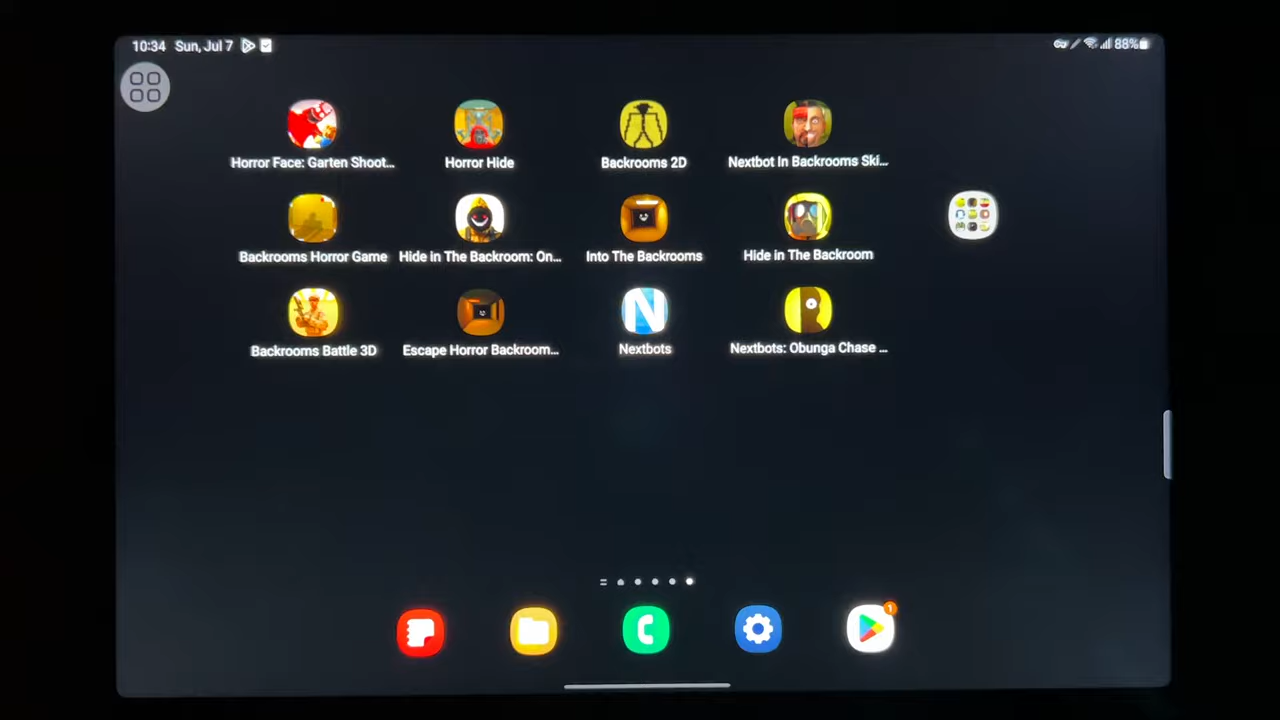 10:34 Sun, Jul 7
88%
Horror Face: Garten Shoot...
Horror Hide
Backrooms 2D
Nextbot In Backrooms Ski...
Backrooms Horror Game
Hide in The Backroom: On...
Into The Backrooms
Hide in The Backroom
Backrooms Battle 3D
Escape Horror Backroom...
N
Nextbots
Nextbots: Obunga Chase ...
1